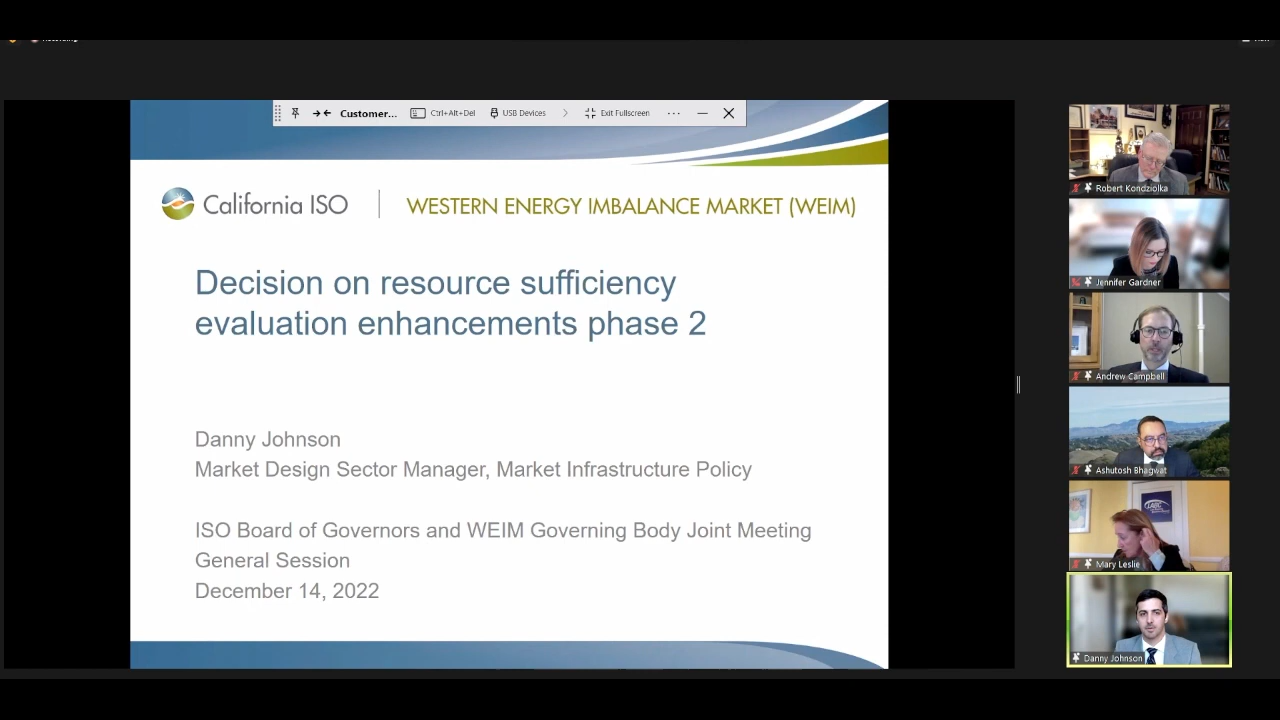 Customer...
Ctrl+Alt+Del
USB Devices
Exit Fullscreen
California ISO
WESTERN ENERGY IMBALANCE MARKET (WEIM)
Decision on resource sufficiency
evaluation enhancements phase 2
Danny Johnson
Market Design Sector Manager, Market Infrastructure Policy
ISO Board of Governors and WEIM Governing Body Joint Meeting
General Session
December 14, 2022
Robert Kondziolka
Jennifer Gardner
Andrew Campbell
Ashutosh Bhagwat
Mary Leslie
Danny Johnson